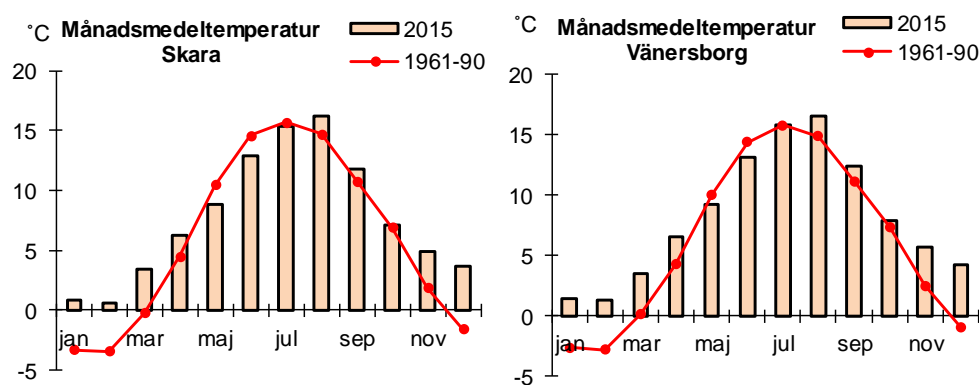 °C
Månadsmedeltemperatur
Skara
2015
1961-90
20
15
10
5
0
-5
jan
mar
maj
jul
sep
nov
°C
Månadsmedeltemperatur
Vänersborg
2015
1961-90
20
15
10
5
0
-5
jan
mar
maj
jul
sep
nov